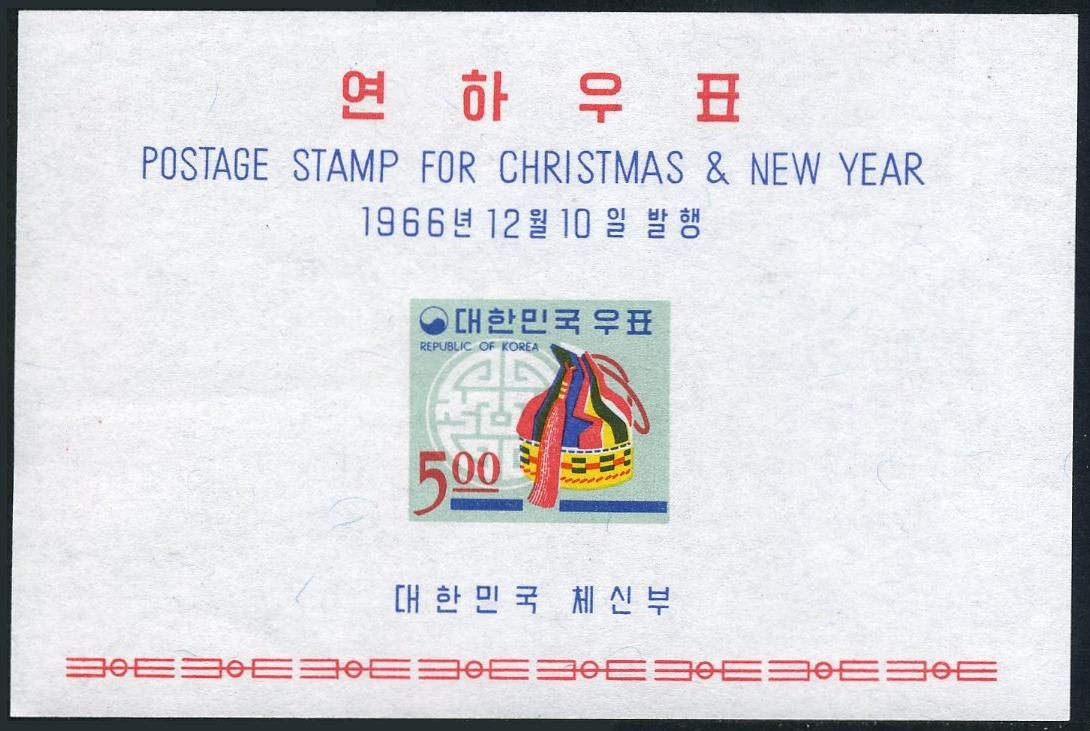 연하우표
POSTAGE STAMP FOR CHRISTMAS & NEW YEAR
1966년 12월 10일 발행
대한민국우표
REPUBLIC OF KOREA
500
대한민국 체신부